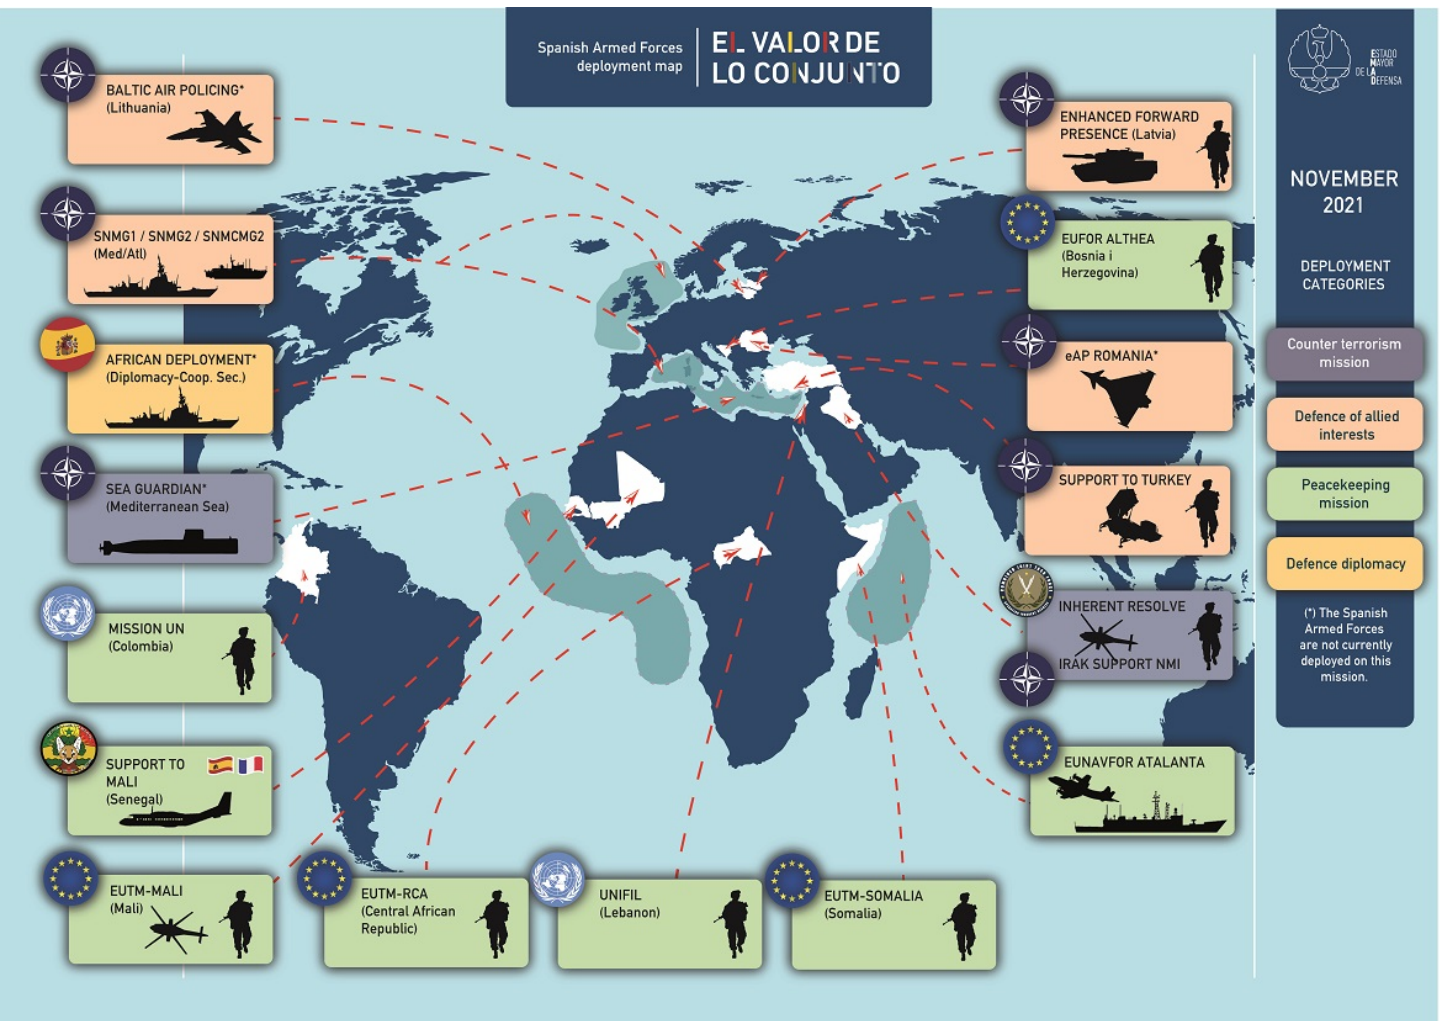 Spanish Armed Forces
deployment map
EL VALOR DE
LO CONJUNTO
BALTIC AIR POLICING*
(Lithuania)
SNMG1 / SNMG2 / SNMCMG2
(Med/Atl)
AFRICAN DEPLOYMENT*
(Diplomacy-Coop. Sec.)
SEA GUARDIAN*
(Mediterranean Sea)
MISSION UN
(Colombia)
SUPPORT TO
MALI
(Senegal)
EUTM-MALI
(Mali)
EUTM-RCA
(Central African
Republic)
UNIFIL
(Lebanon)
EUTM-SOMALIA
(Somalia)
ENHANCED FORWARD
PRESENCE (Latvia)
EUFOR ALTHEA
(Bosnia i
Herzegovina)
eAP ROMANIA*
SUPPORT TO TURKEY
INHERENT RESOLVE
IRAK SUPPORT NMI
EUNAVFOR ATALANTA
ESTADO
MAYOR
DE LA
DEFENSA
NOVEMBER
2021
DEPLOYMENT
CATEGORIES
Counter terrorism
mission
Defence of allied
interests
Peacekeeping
mission
Defence diplomacy
(*) The Spanish
Armed Forces
are not currently
deployed on this
mission.